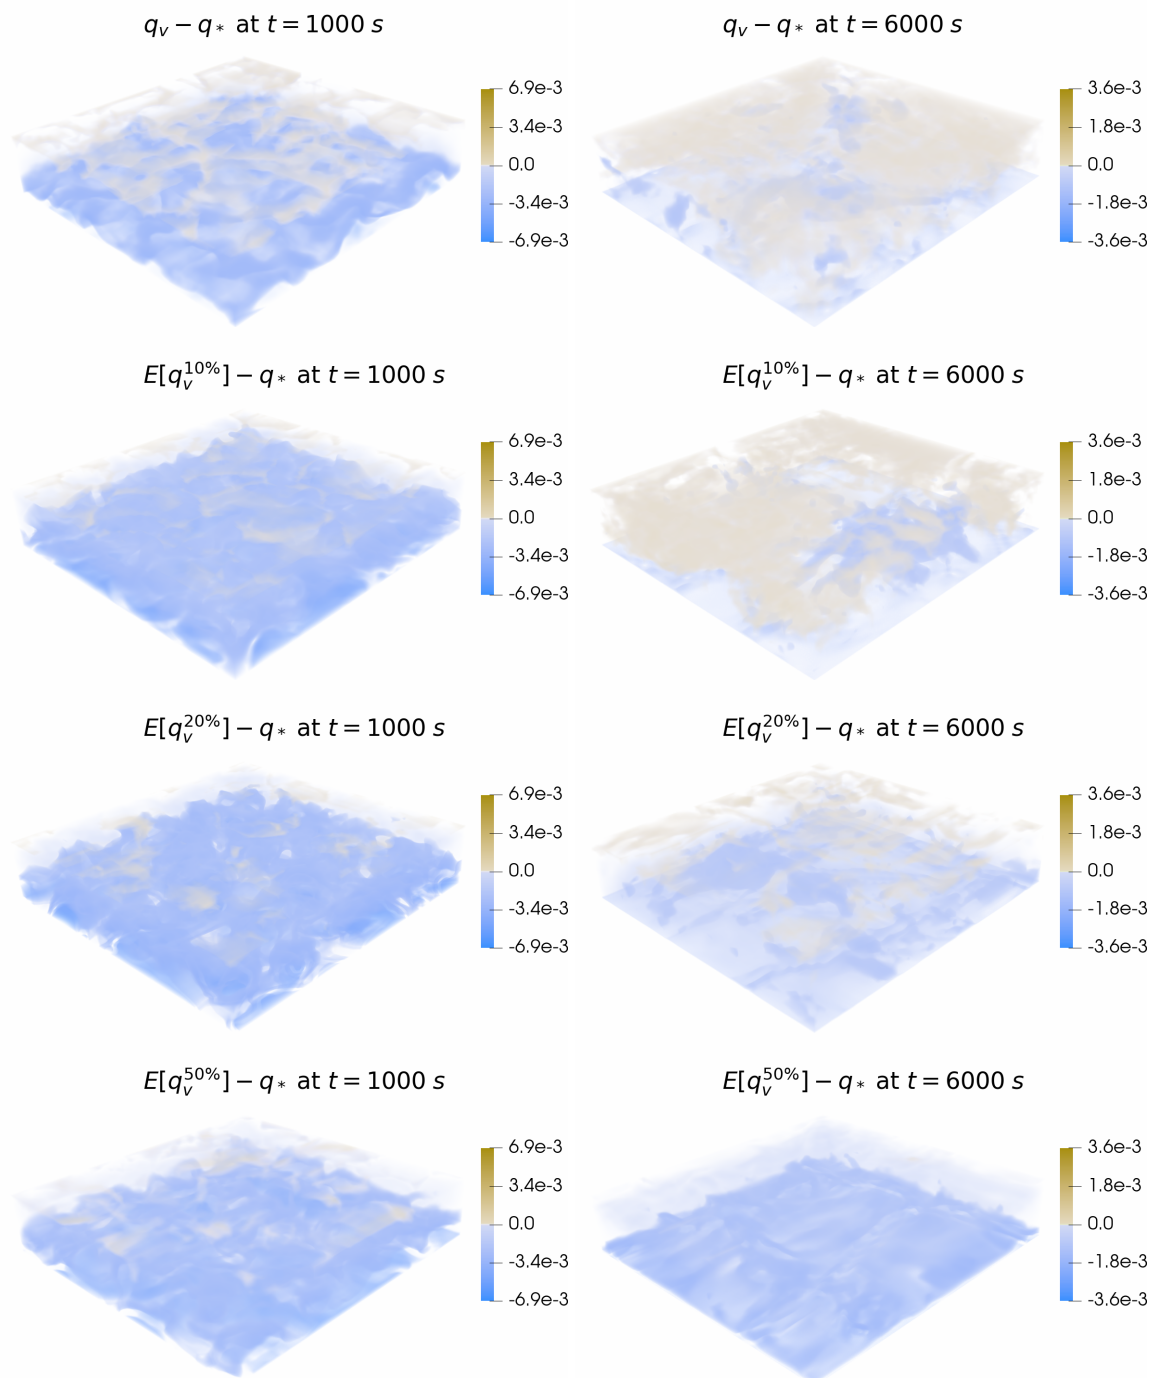 q_v − q_* at t = 1000 s
6.9e-3
3.4e-3
0.0
-3.4e-3
-6.9e-3
q_v − q_* at t = 6000 s
3.6e-3
1.8e-3
0.0
-1.8e-3
-3.6e-3
E[q_v^{10%}] − q_* at t = 1000 s
6.9e-3
3.4e-3
0.0
-3.4e-3
-6.9e-3
E[q_v^{10%}] − q_* at t = 6000 s
3.6e-3
1.8e-3
0.0
-1.8e-3
-3.6e-3
E[q_v^{20%}] − q_* at t = 1000 s
6.9e-3
3.4e-3
0.0
-3.4e-3
-6.9e-3
E[q_v^{20%}] − q_* at t = 6000 s
3.6e-3
1.8e-3
0.0
-1.8e-3
-3.6e-3
E[q_v^{50%}] − q_* at t = 1000 s
6.9e-3
3.4e-3
0.0
-3.4e-3
-6.9e-3
E[q_v^{50%}] − q_* at t = 6000 s
3.6e-3
1.8e-3
0.0
-1.8e-3
-3.6e-3